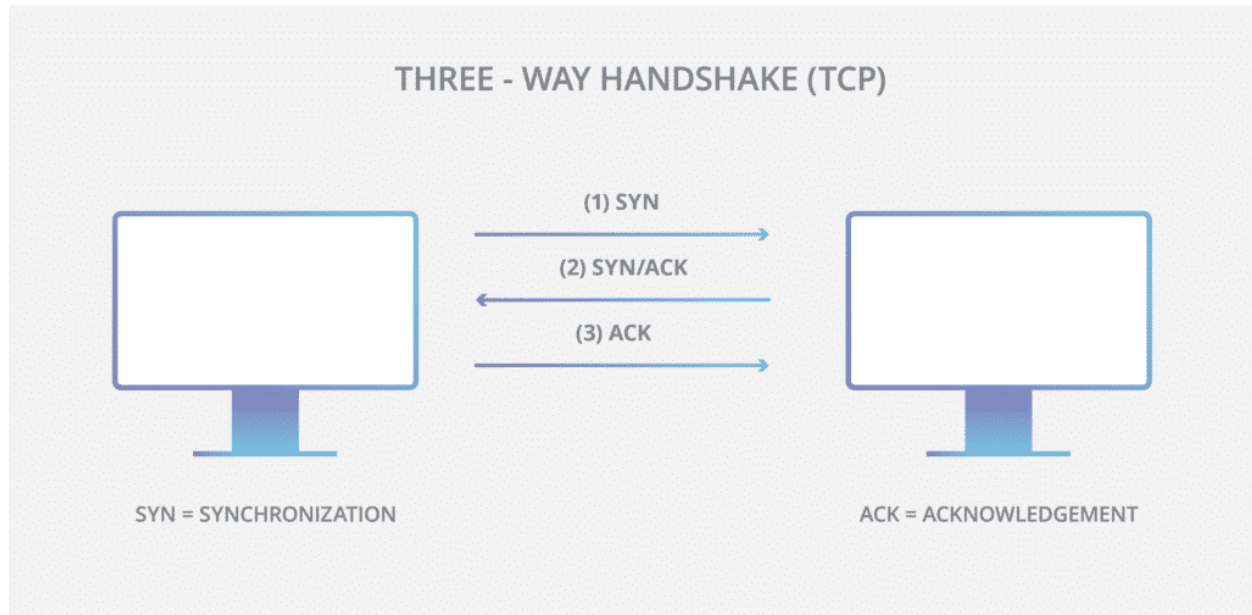 THREE - WAY HANDSHAKE (TCP)
(1) SYN
(2) SYN/ACK
(3) ACK
SYN = SYNCHRONIZATION
ACK = ACKNOWLEDGEMENT